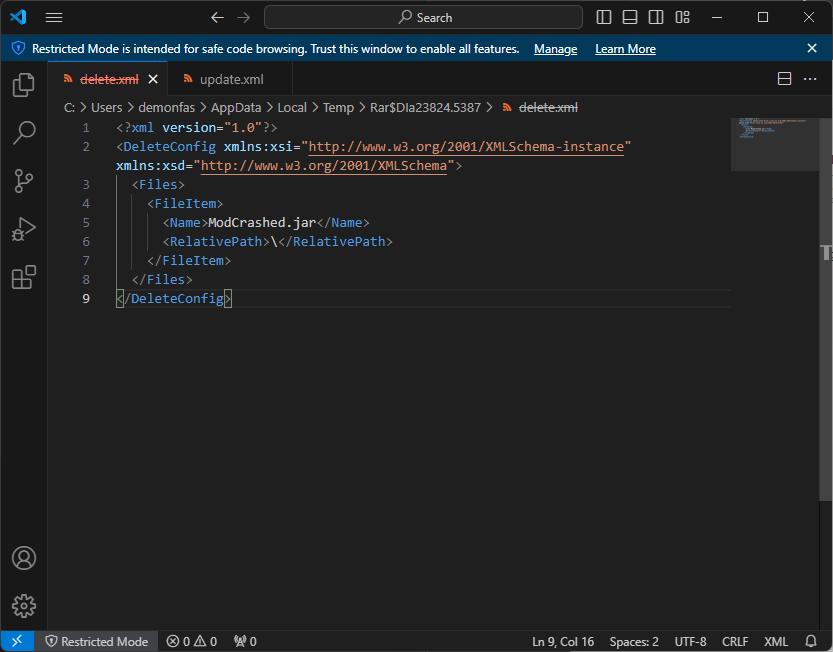 Search
Restricted Mode is intended for safe code browsing. Trust this window to enable all features. Manage Learn More
delete.xml update.xml
C: > Users > demonfas > AppData > Local > Temp > Rar$DIa23824.5387 > delete.xml
1 <?xml version="1.0"?>
2 <DeleteConfig xmlns:xsi="http://www.w3.org/2001/XMLSchema-instance"
xmlns:xsd="http://www.w3.org/2001/XMLSchema">
3 <Files>
4 <FileItem>
5 <Name>ModCrashed.jar</Name>
6 <RelativePath>\</RelativePath>
7 </FileItem>
8 </Files>
9 </DeleteConfig>
Restricted Mode 0 0 0 Ln 9, Col 16 Spaces: 2 UTF-8 CRLF XML